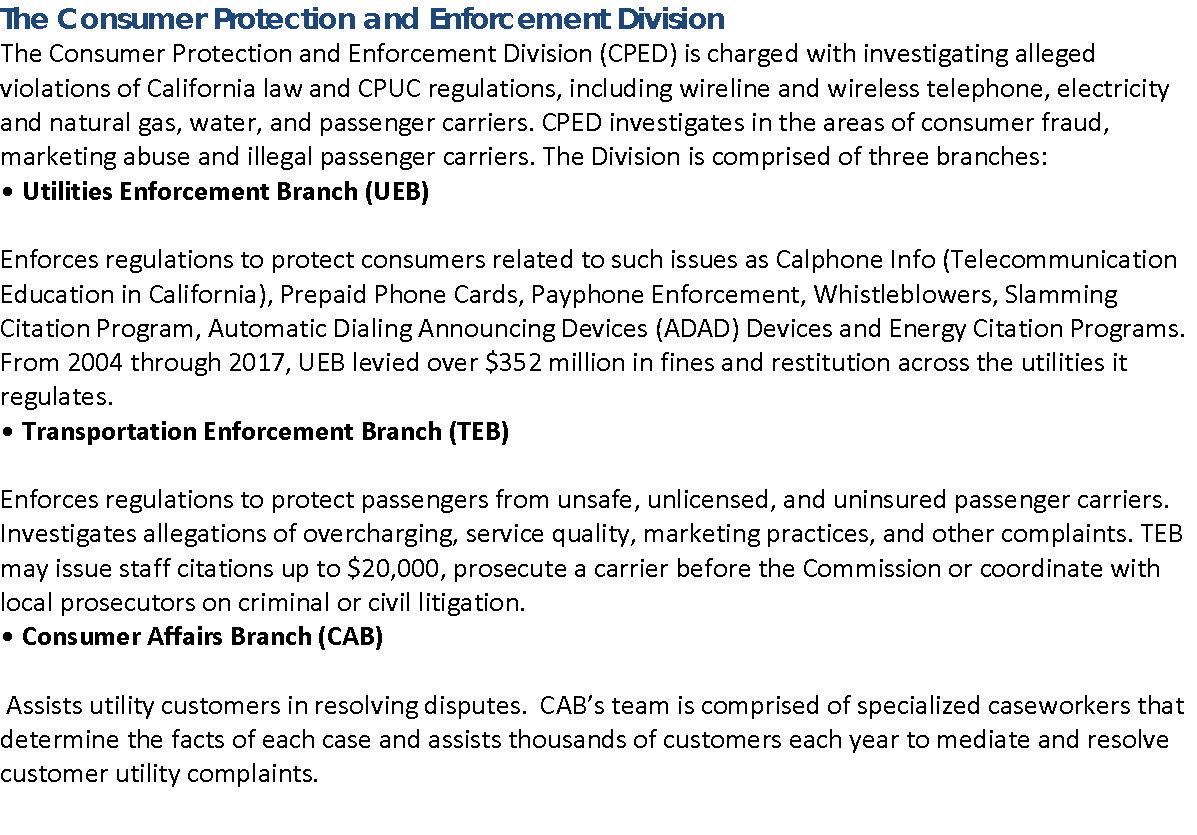 The Consumer Protection and Enforcement Division
The Consumer Protection and Enforcement Division (CPED) is charged with investigating alleged
violations of California law and CPUC regulations, including wireline and wireless telephone, electricity
and natural gas, water, and passenger carriers. CPED investigates in the areas of consumer fraud,
marketing abuse and illegal passenger carriers. The Division is comprised of three branches:
• Utilities Enforcement Branch (UEB)
Enforces regulations to protect consumers related to such issues as Calphone Info (Telecommunication
Education in California), Prepaid Phone Cards, Payphone Enforcement, Whistleblowers, Slamming
Citation Program, Automatic Dialing Announcing Devices (ADAD) Devices and Energy Citation Programs.
From 2004 through 2017, UEB levied over $352 million in fines and restitution across the utilities it
regulates.
• Transportation Enforcement Branch (TEB)
Enforces regulations to protect passengers from unsafe, unlicensed, and uninsured passenger carriers.
Investigates allegations of overcharging, service quality, marketing practices, and other complaints. TEB
may issue staff citations up to $20,000, prosecute a carrier before the Commission or coordinate with
local prosecutors on criminal or civil litigation.
• Consumer Affairs Branch (CAB)
Assists utility customers in resolving disputes.  CAB’s team is comprised of specialized caseworkers that
determine the facts of each case and assists thousands of customers each year to mediate and resolve
customer utility complaints.